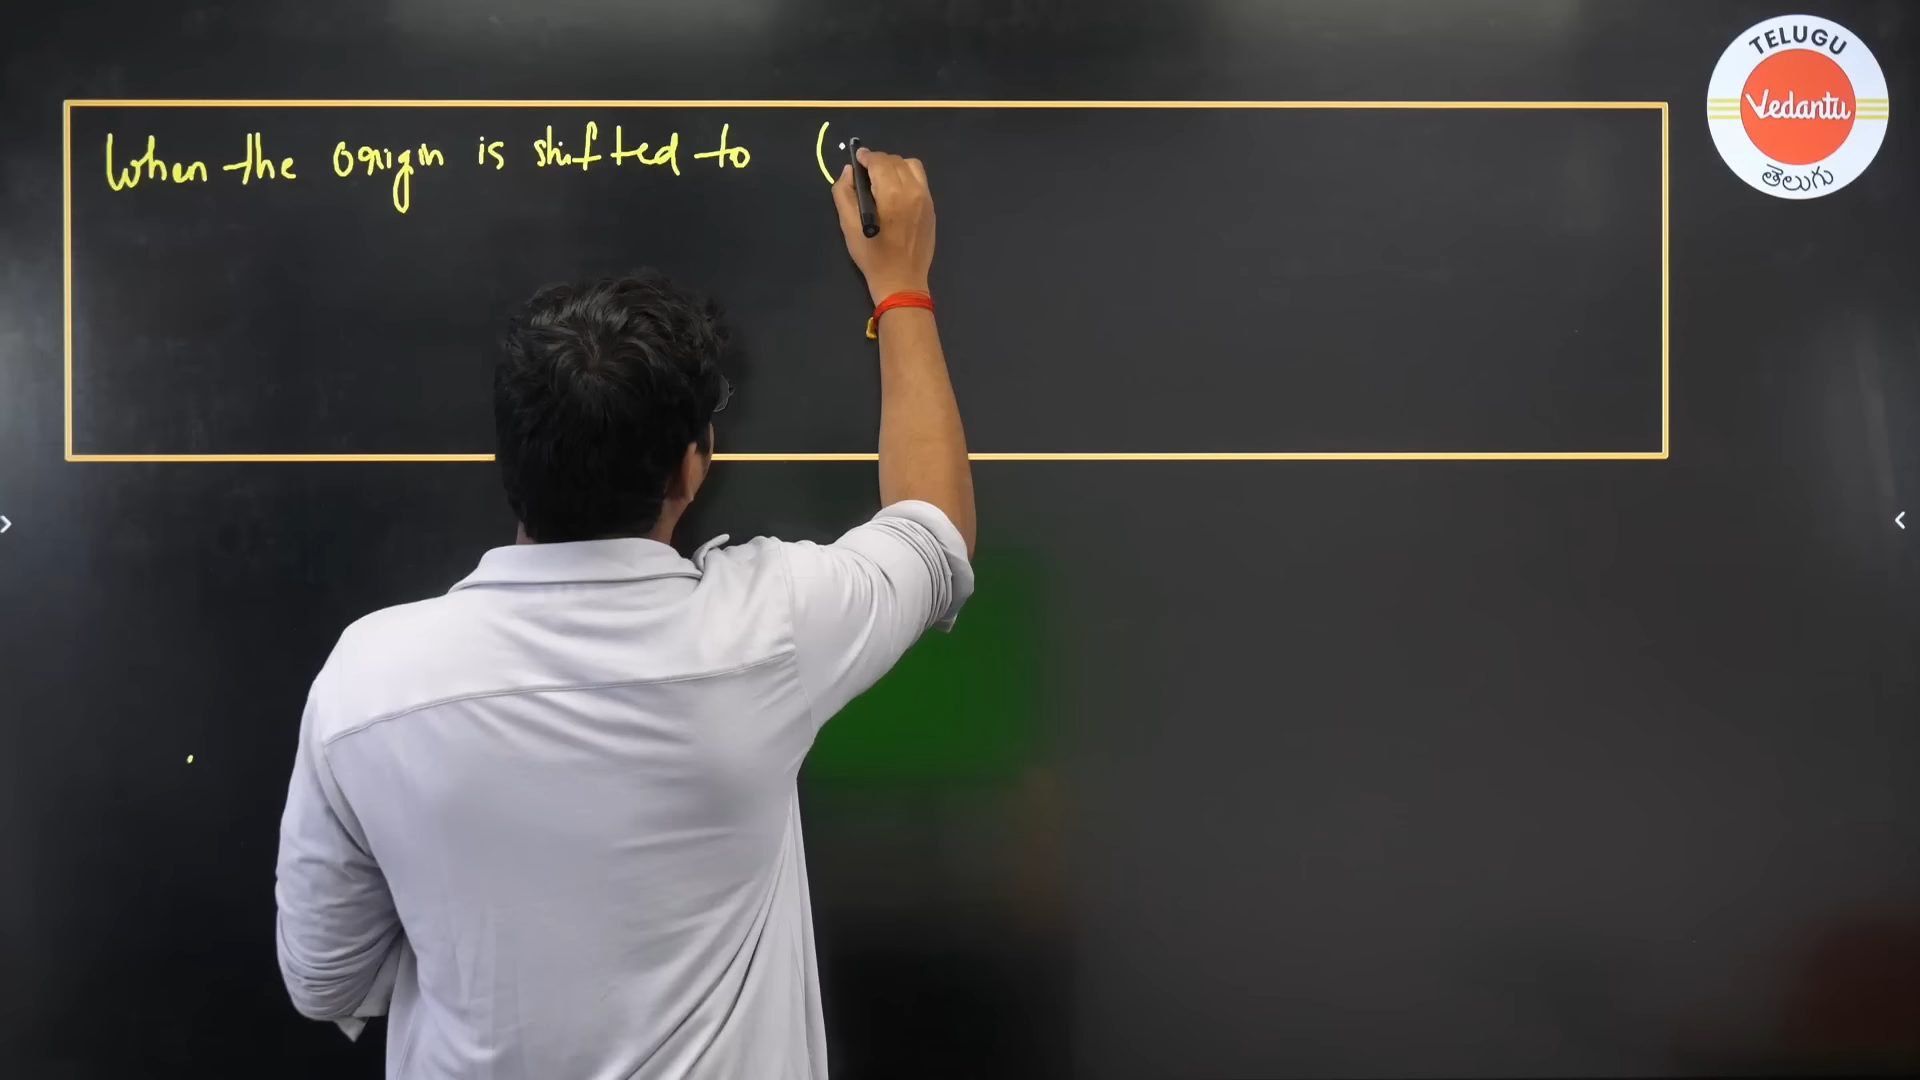 When the origin is shifted to (
TELUGU
Vedantu
తెలుగు